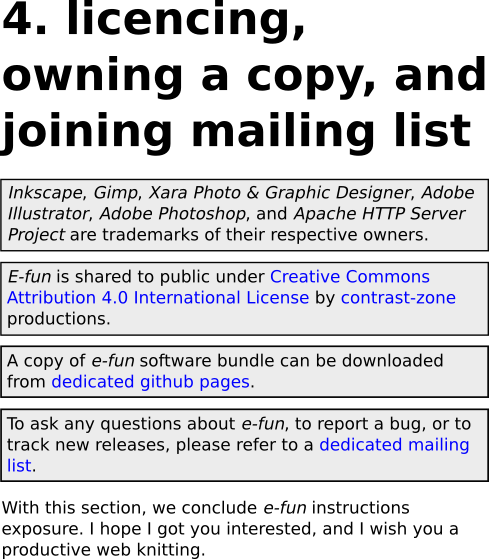 4. licencing,
owning a copy, and
joining mailing list
Inkscape, Gimp, Xara Photo & Graphic Designer, Adobe
Illustrator, Adobe Photoshop, and Apache HTTP Server
Project are trademarks of their respective owners.
E-fun is shared to public under Creative Commons
Attribution 4.0 International License by contrast-zone
productions.
A copy of e-fun software bundle can be downloaded
from dedicated github pages.
To ask any questions about e-fun, to report a bug, or to
track new releases, please refer to a dedicated mailing
list.
With this section, we conclude e-fun instructions
exposure. I hope I got you interested, and I wish you a
productive web knitting.